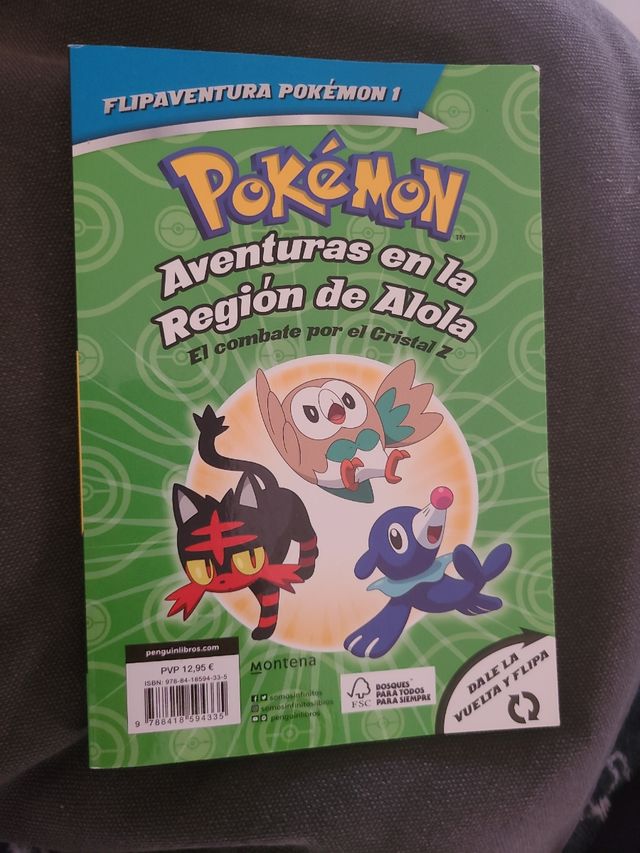 FLIPAVENTURA POKÉMON 1
POKÉMON
TM
Aventuras en la
Región de Alola
El combate por el Cristal Z
penguinlibros.com
PVP 12,95 €
ISBN: 978-84-18594-33-5
9 788418 594335
Montena
somosinfinitos
somosinfinitoslibros
penguinlibros
FSC
BOSQUES
PARA TODOS
PARA SIEMPRE
DALE LA
VUELTA Y FLIPA